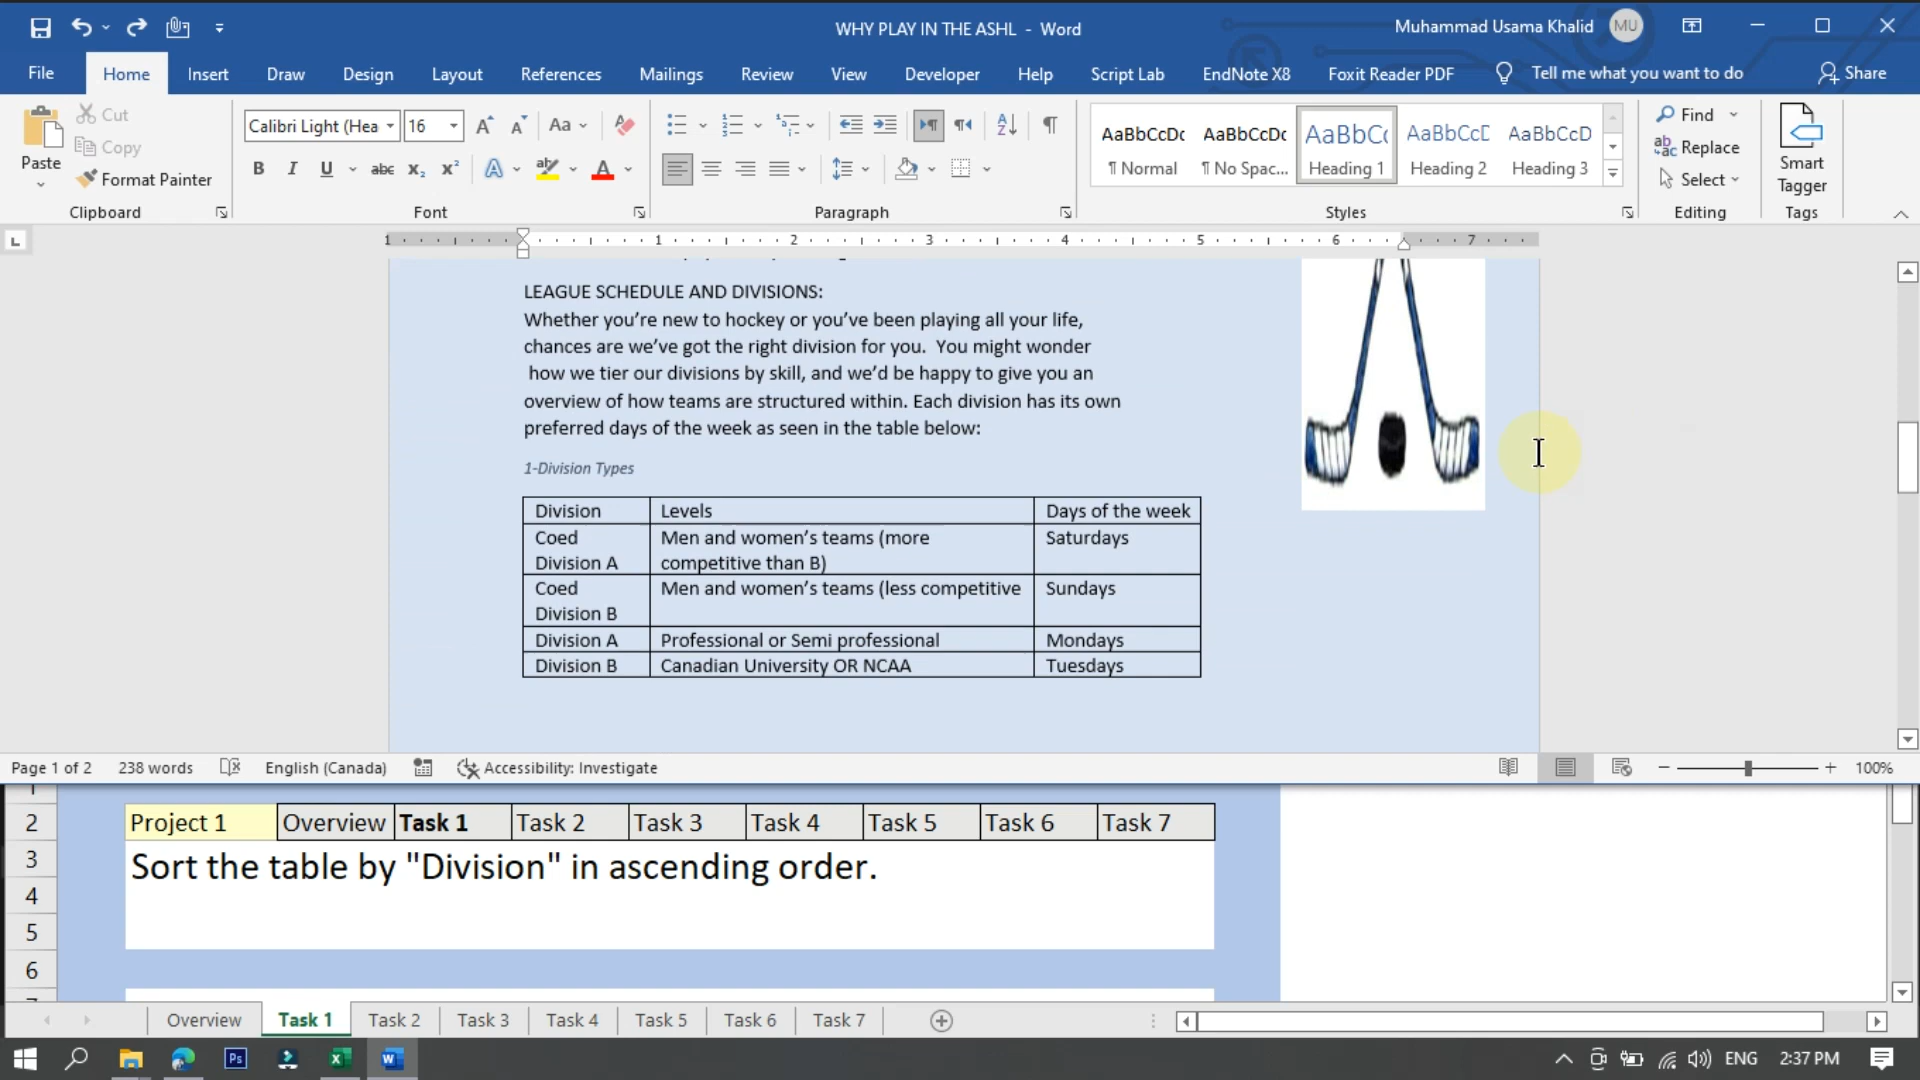 WHY PLAY IN THE ASHL - Word
Muhammad Usama Khalid MU
File Home Insert Draw Design Layout References Mailings Review View Developer Help Script Lab EndNote X8 Foxit Reader PDF Tell me what you want to do Share
Paste
Cut
Copy
Format Painter
Clipboard
Calibri Light (Hea 16
Font
Paragraph
AaBbCcDc AaBbCcDc AaBbC AaBbCcD AaBbCcD
¶ Normal ¶ No Spac... Heading 1 Heading 2 Heading 3
Styles
Find
Replace
Select
Editing
Smart
Tagger
Tags
1 1 2 3 4 5 6 7
LEAGUE SCHEDULE AND DIVISIONS:
Whether you’re new to hockey or you’ve been playing all your life,
chances are we’ve got the right division for you. You might wonder
how we tier our divisions by skill, and we’d be happy to give you an
overview of how teams are structured within. Each division has its own
preferred days of the week as seen in the table below:
1-Division Types
Division Levels Days of the week
Coed Men and women’s teams (more Saturdays
Division A competitive than B)
Coed Men and women’s teams (less competitive Sundays
Division B
Division A Professional or Semi professional Mondays
Division B Canadian University OR NCAA Tuesdays
Page 1 of 2 238 words English (Canada) Accessibility: Investigate 100%
2 Project 1 Overview Task 1 Task 2 Task 3 Task 4 Task 5 Task 6 Task 7
3 Sort the table by "Division" in ascending order.
4
5
6
Overview Task 1 Task 2 Task 3 Task 4 Task 5 Task 6 Task 7
Ps ENG 2:37 PM